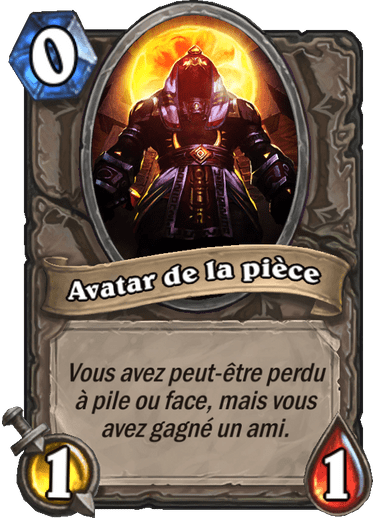 0
Avatar de la pièce
Vous avez peut-être perdu
à pile ou face, mais vous
avez gagné un ami.
1
1